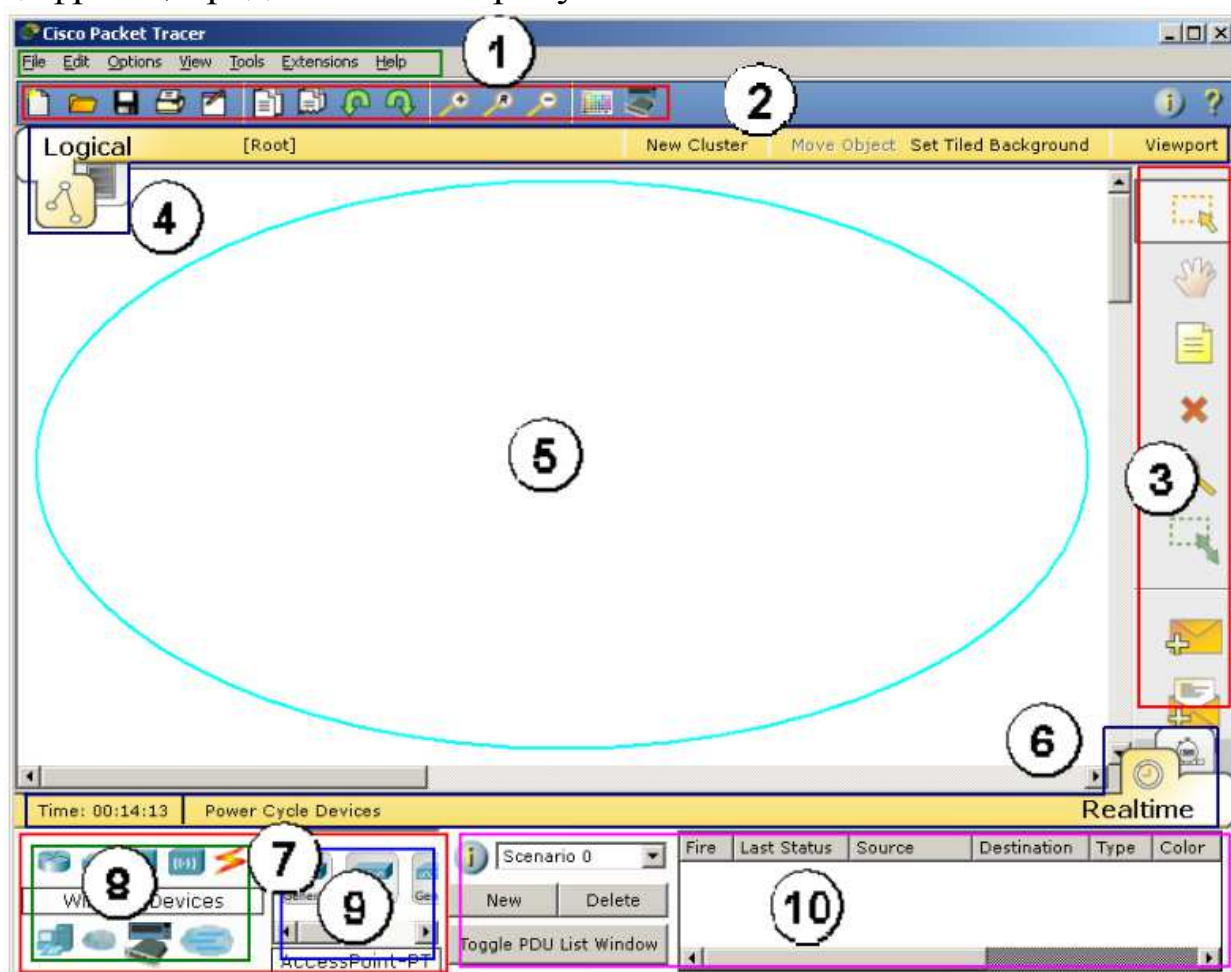 Cisco Packet Tracer
File Edit Options View Tools Extensions Help
1
2
Logical [Root] New Cluster Move Object Set Tiled Background Viewport
4
5
3
6
Time: 00:14:13 Power Cycle Devices Realtime
7
8
Devices
9
AccessPoint-PT
Scenario 0
New Delete
Toggle PDU List Window
Fire Last Status Source Destination Type Color
10